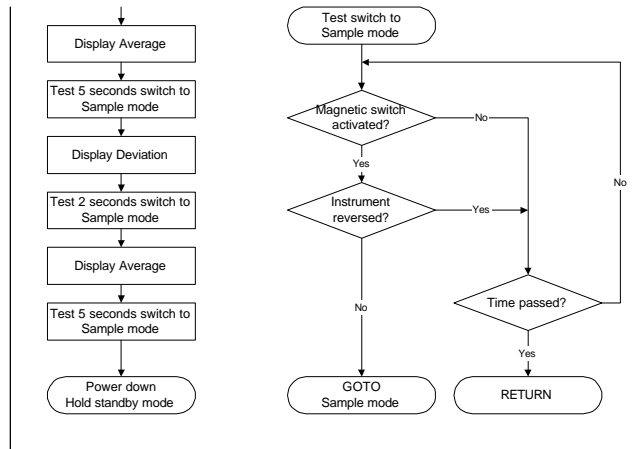 Display Average
Test 5 seconds switch to
Sample mode
Display Deviation
Test 2 seconds switch to
Sample mode
Display Average
Test 5 seconds switch to
Sample mode
Power down
Hold standby mode
Test switch to
Sample mode
Magnetic switch
activated?
No
Yes
Instrument
reversed?
Yes
No
No
Time passed?
Yes
GOTO
Sample mode
RETURN